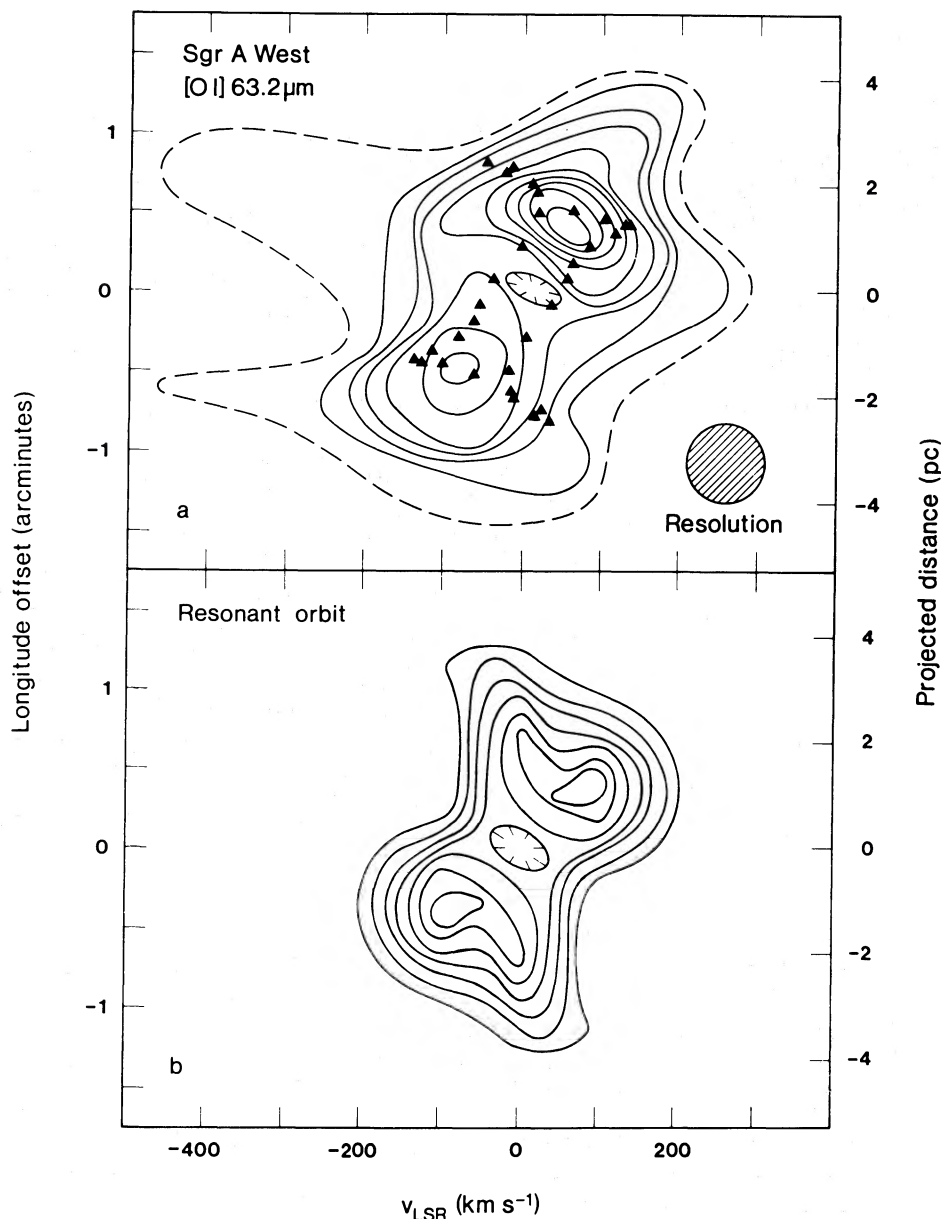 Sgr A West
[O I] 63.2µm
1
0
-1
4
2
0
-2
-4
a
Resolution
Longitude offset (arcminutes)
Projected distance (pc)
Resonant orbit
1
0
-1
4
2
0
-2
-4
b
-400
-200
0
200
vLSR (km s⁻¹)